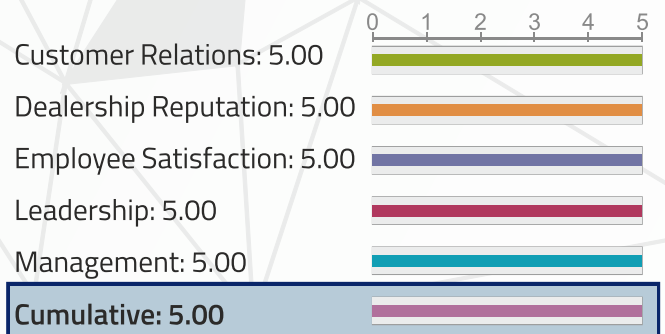 0 1 2 3 4 5
Customer Relations: 5.00
Dealership Reputation: 5.00
Employee Satisfaction: 5.00
Leadership: 5.00
Management: 5.00
Cumulative: 5.00